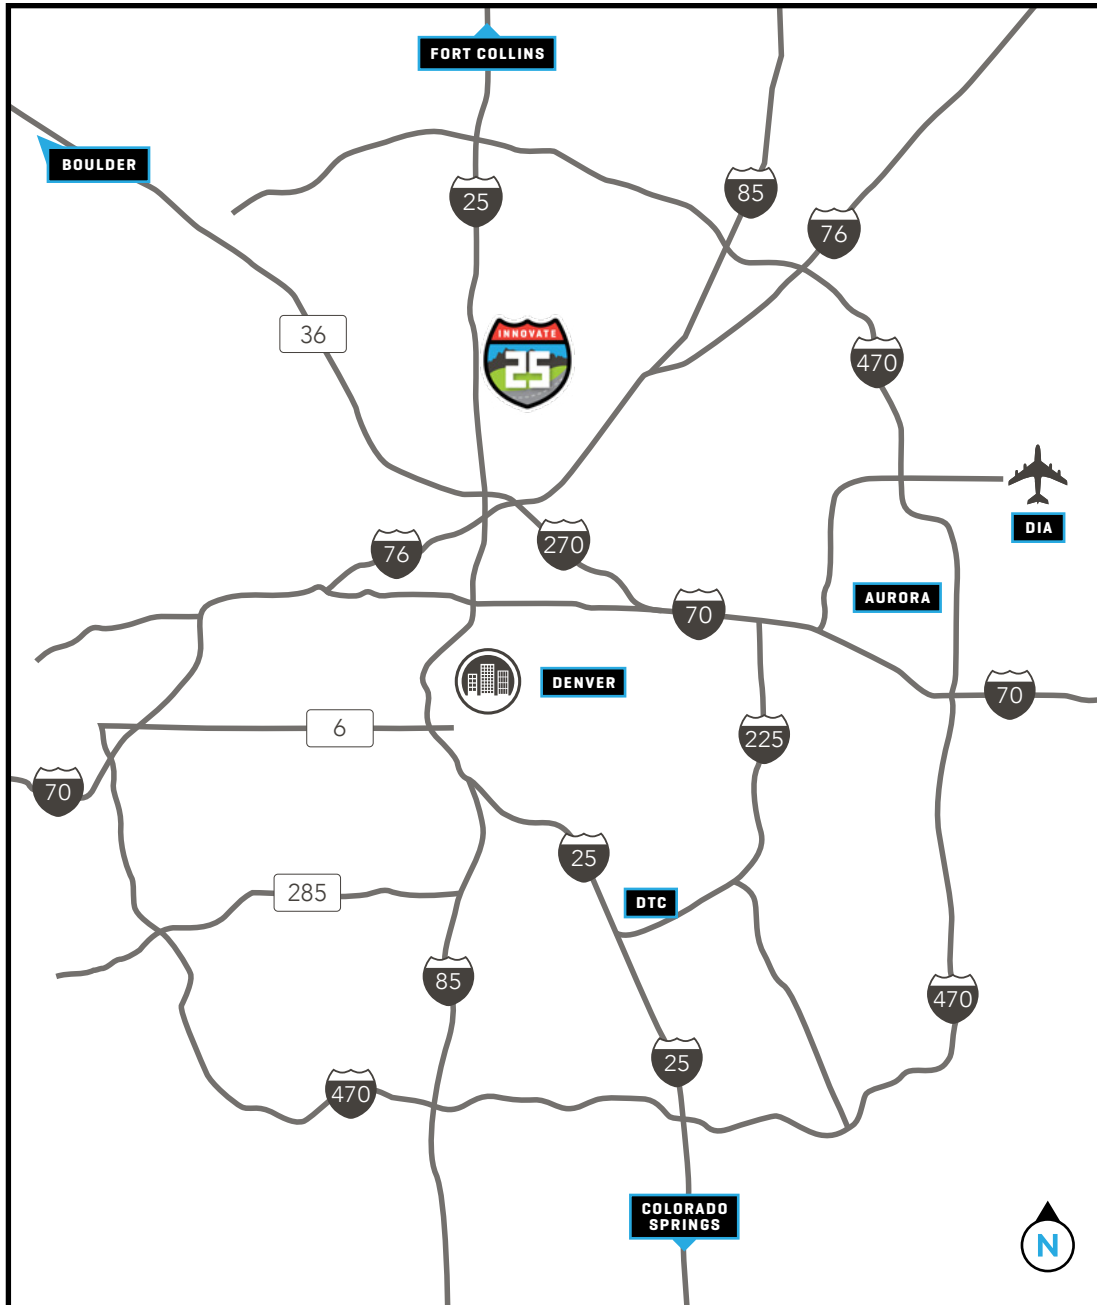 FORT COLLINS
BOULDER
25
85
76
INNOVATE
25
36
470
DIA
76
270
AURORA
70
DENVER
70
6
225
70
25
285
DTC
85
470
25
470
COLORADO
SPRINGS
N